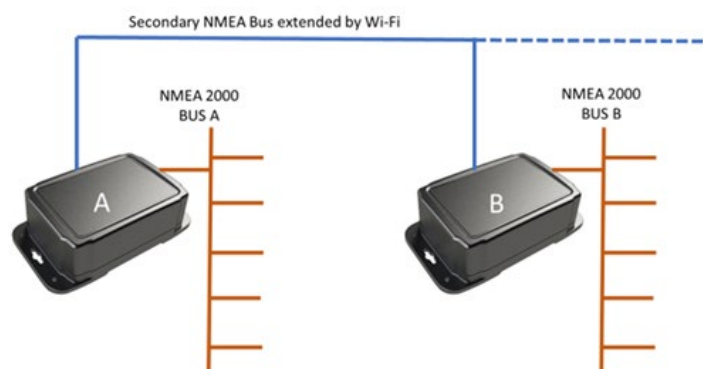 Secondary NMEA Bus extended by Wi-Fi
NMEA 2000
BUS A
NMEA 2000
BUS B
A
B